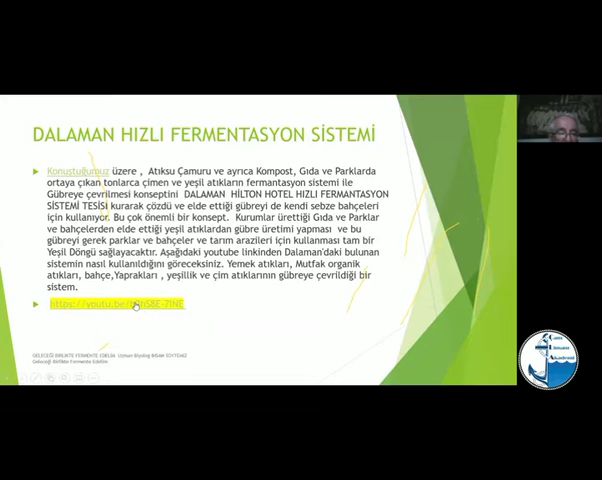 DALAMAN HIZLI FERMENTASYON SİSTEMİ
Konuştuğumuz üzere , Atıksu Çamuru ve ayrıca Kompost, Gıda ve Parklarda
ortaya çıkan tonlarca çimen ve yeşil atıkların fermantasyon sistemi ile
Gübreye çevrilmesi konseptini DALAMAN HİLTON HOTEL HIZLI FERMANTASYON
SİSTEMİ TESİSİ kurarak çözdü ve elde ettiği gübreyi de kendi sebze bahçeleri
için kullanıyor. Bu çok önemli bir konsept. Kurumlar ürettiği Gıda ve Parklar
ve bahçelerden elde ettiği yeşil atıklardan gübre üretimi yapması ve bu
gübreyi gerek parklar ve bahçeler ve tarım arazileri için kullanması tam bir
Yeşil Döngü sağlayacaktır. Aşağıdaki youtube linkinden Dalaman'daki bulunan
sistemin nasıl kullanıldığını göreceksiniz. Yemek atıkları, Mutfak organik
atıkları, bahçe,Yaprakları , yeşillik ve çim atıklarının gübreye çevrildiği bir
sistem.
GELECEĞİ BİRLİKTE FERMENTE EDELİM Uzman Biyolog İHSAN SOYTEMİZ
Geleceği Birlikte Fermente Edelim
Akademisi